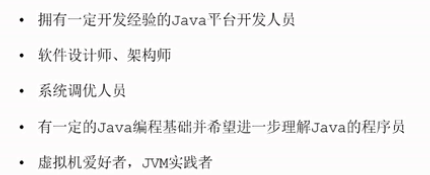 • 拥有一定开发经验的Java平台开发人员
• 软件设计师、架构师
• 系统调优人员
• 有一定的Java编程基础并希望进一步理解Java的程序员
• 虚拟机爱好者，JVM实践者